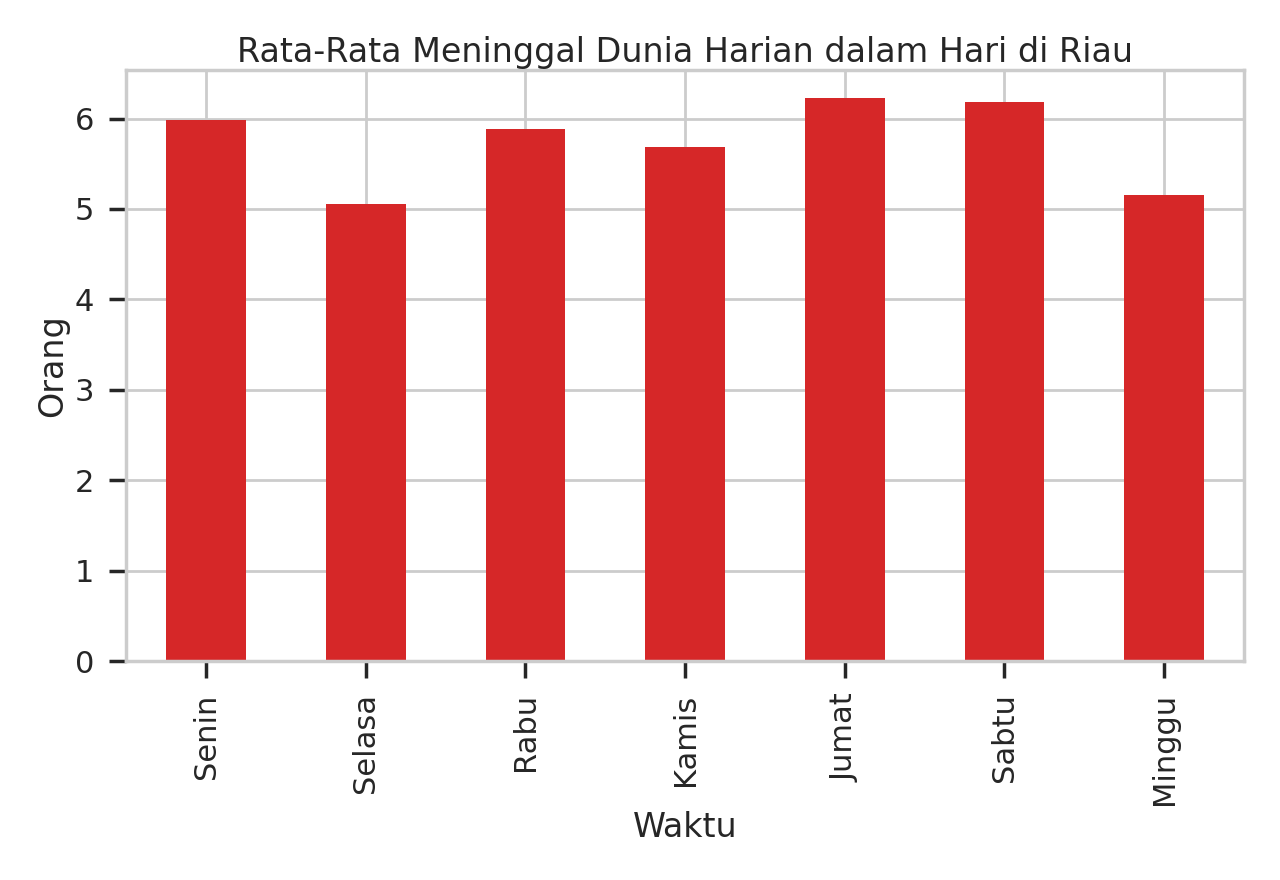 Rata-Rata Meninggal Dunia Harian dalam Hari di Riau
Orang
6
5
4
3
2
1
0
Senin
Selasa
Rabu
Kamis
Jumat
Sabtu
Minggu
Waktu